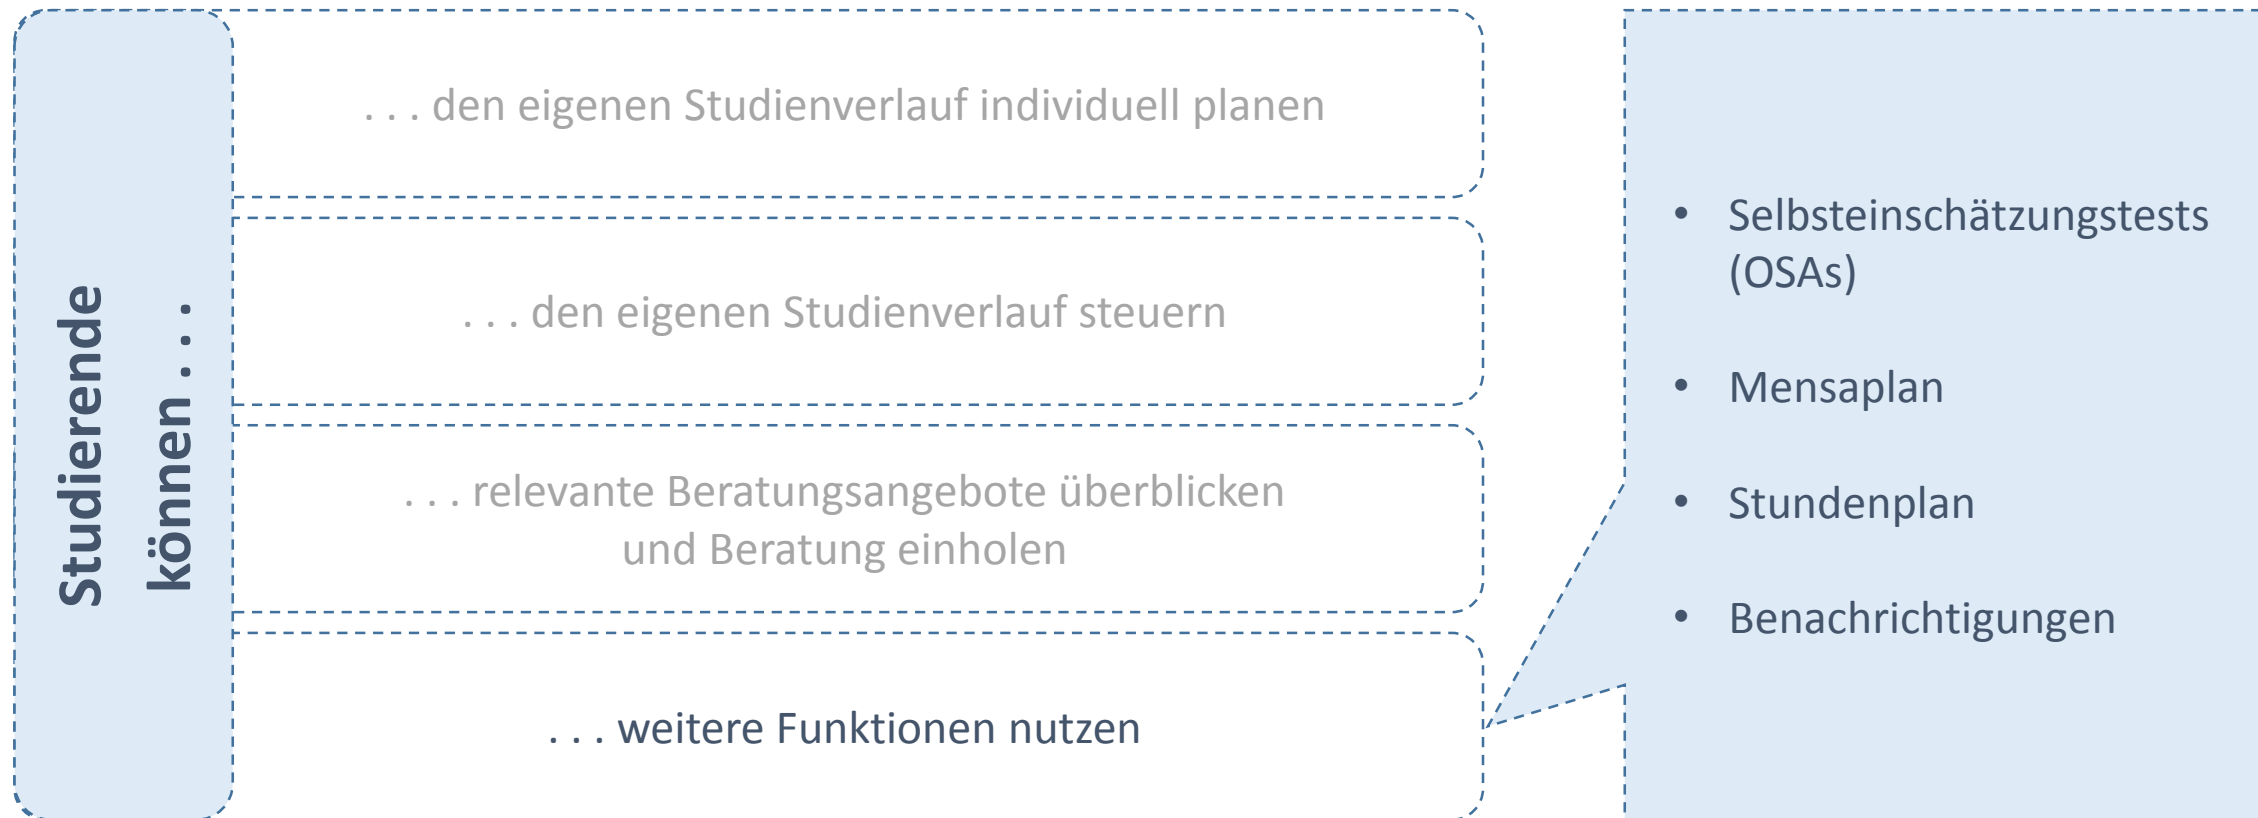 Studierende
können . . .
. . . den eigenen Studienverlauf individuell planen
. . . den eigenen Studienverlauf steuern
. . . relevante Beratungsangebote überblicken
und Beratung einholen
. . . weitere Funktionen nutzen
• Selbsteinschätzungstests
(OSAs)
• Mensaplan
• Stundenplan
• Benachrichtigungen